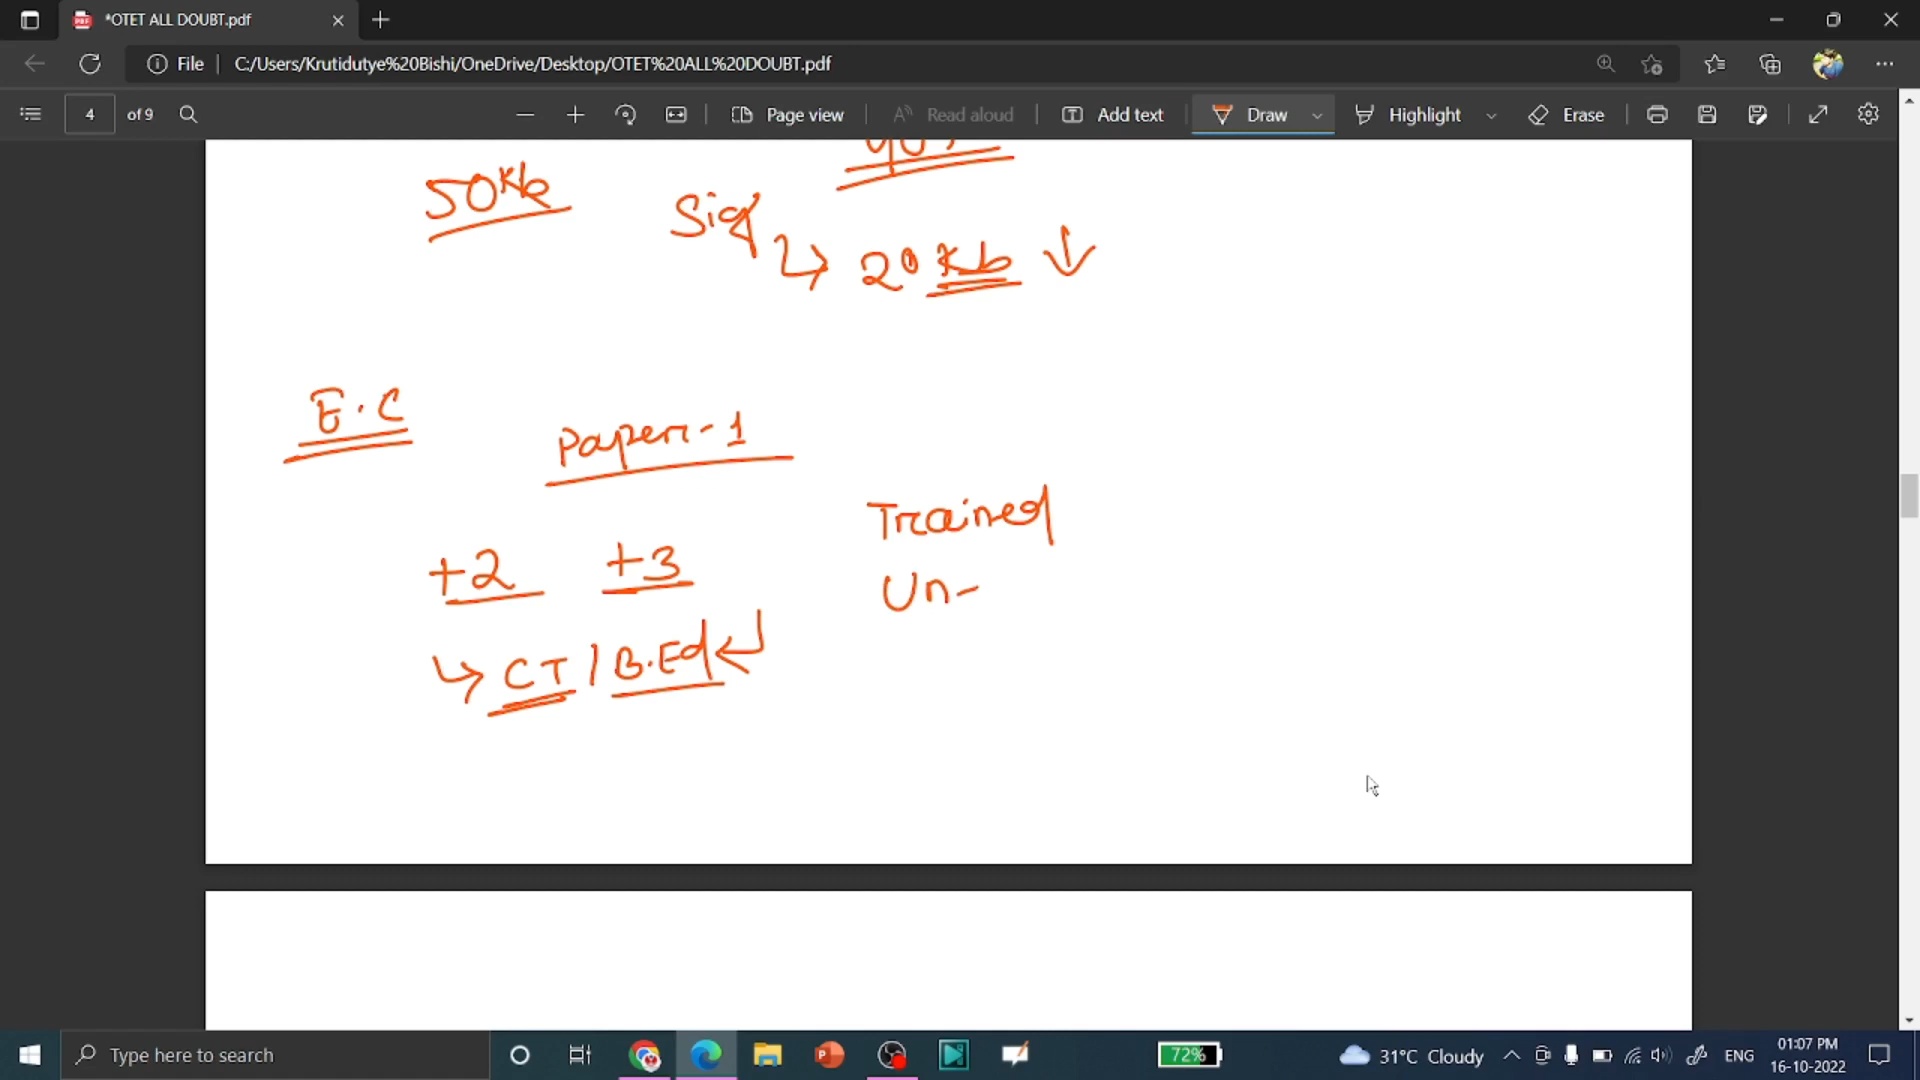 *OTET ALL DOUBT.pdf
File C:/Users/Krutidutye%20Bishi/OneDrive/Desktop/OTET%20ALL%20DOUBT.pdf
4 of 9 Page view Read aloud Add text Draw Highlight Erase
50Kb
Sig
20 Kb
E.C
Paper-1
Trained
+2 +3
Un-
CT / B.Ed
Type here to search
72%
31°C Cloudy
ENG
01:07 PM
16-10-2022